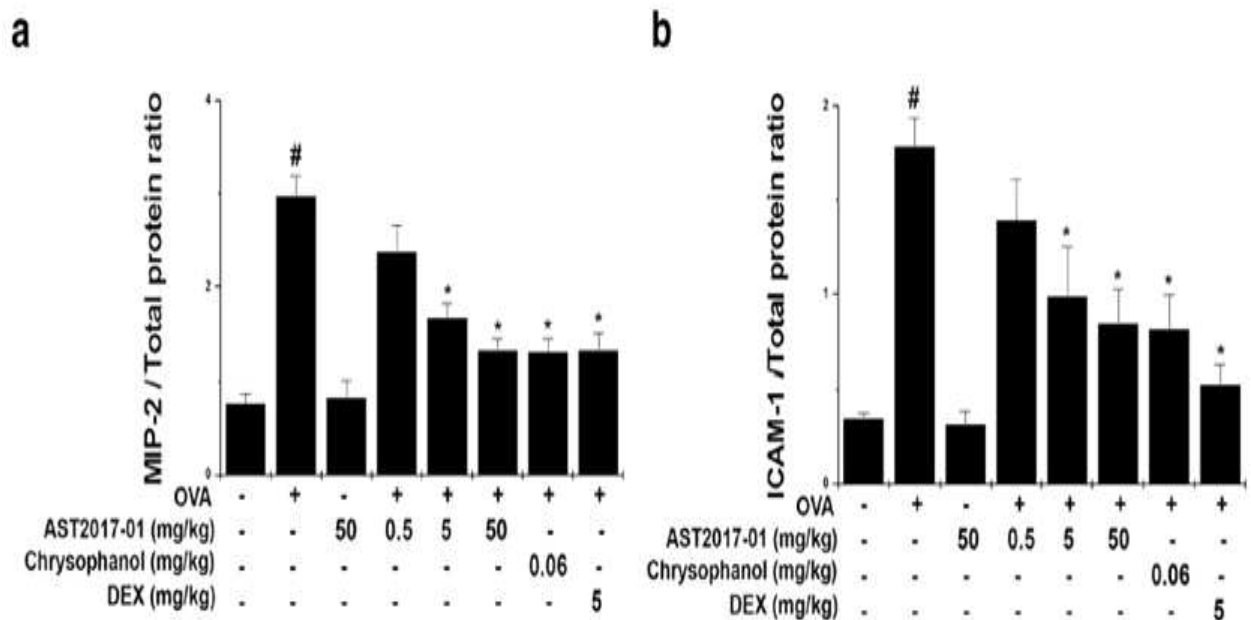 a
MIP-2 / Total protein ratio
4
2
0
#
* * * *
OVA - + - + + + + +
AST2017-01 (mg/kg) - - 50 0.5 5 50 - -
Chrysophanol (mg/kg) - - - - - - 0.06 -
DEX (mg/kg) - - - - - - - 5
b
ICAM-1 /Total protein ratio
2
1
0
#
* * * *
OVA - + - + + + + +
AST2017-01 (mg/kg) - - 50 0.5 5 50 - -
Chrysophanol (mg/kg) - - - - - - 0.06 -
DEX (mg/kg) - - - - - - - 5